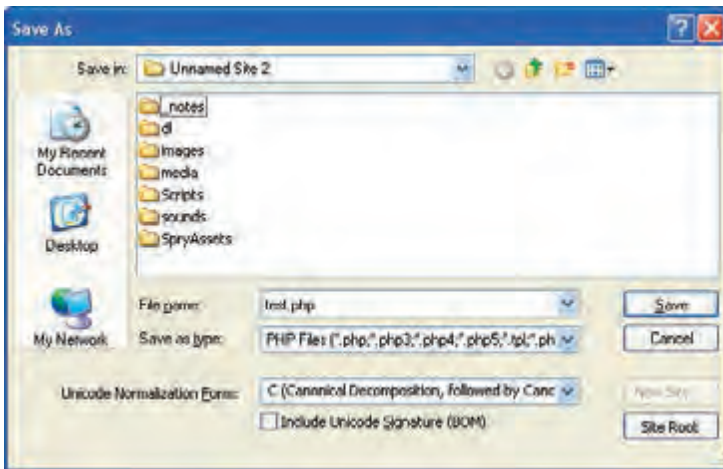 Save As
Save in: Unnamed Site 2
_notes
dl
Images
media
Scripts
sounds
SpryAssets
My Recent Documents
Desktop
My Network
File name: test.php
Save as type: PHP Files (*.php;*.php3;*.php4;*.php5;*.tpl;*.ph
Unicode Normalization Form: C (Canonical Decomposition, followed by Canc
Include Unicode Signature (BOM)
Save
Cancel
New Site
Site Root